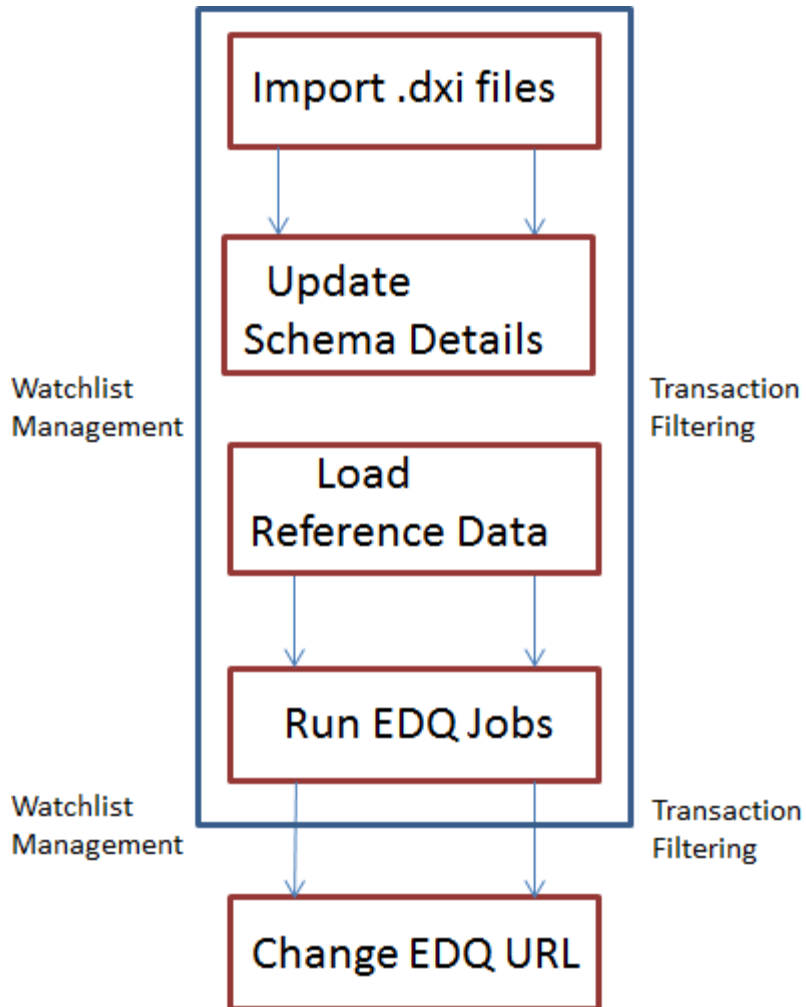 Import .dxi files
Update
Schema Details
Watchlist
Management
Transaction
Filtering
Load
Reference Data
Run EDQ Jobs
Watchlist
Management
Transaction
Filtering
Change EDQ URL